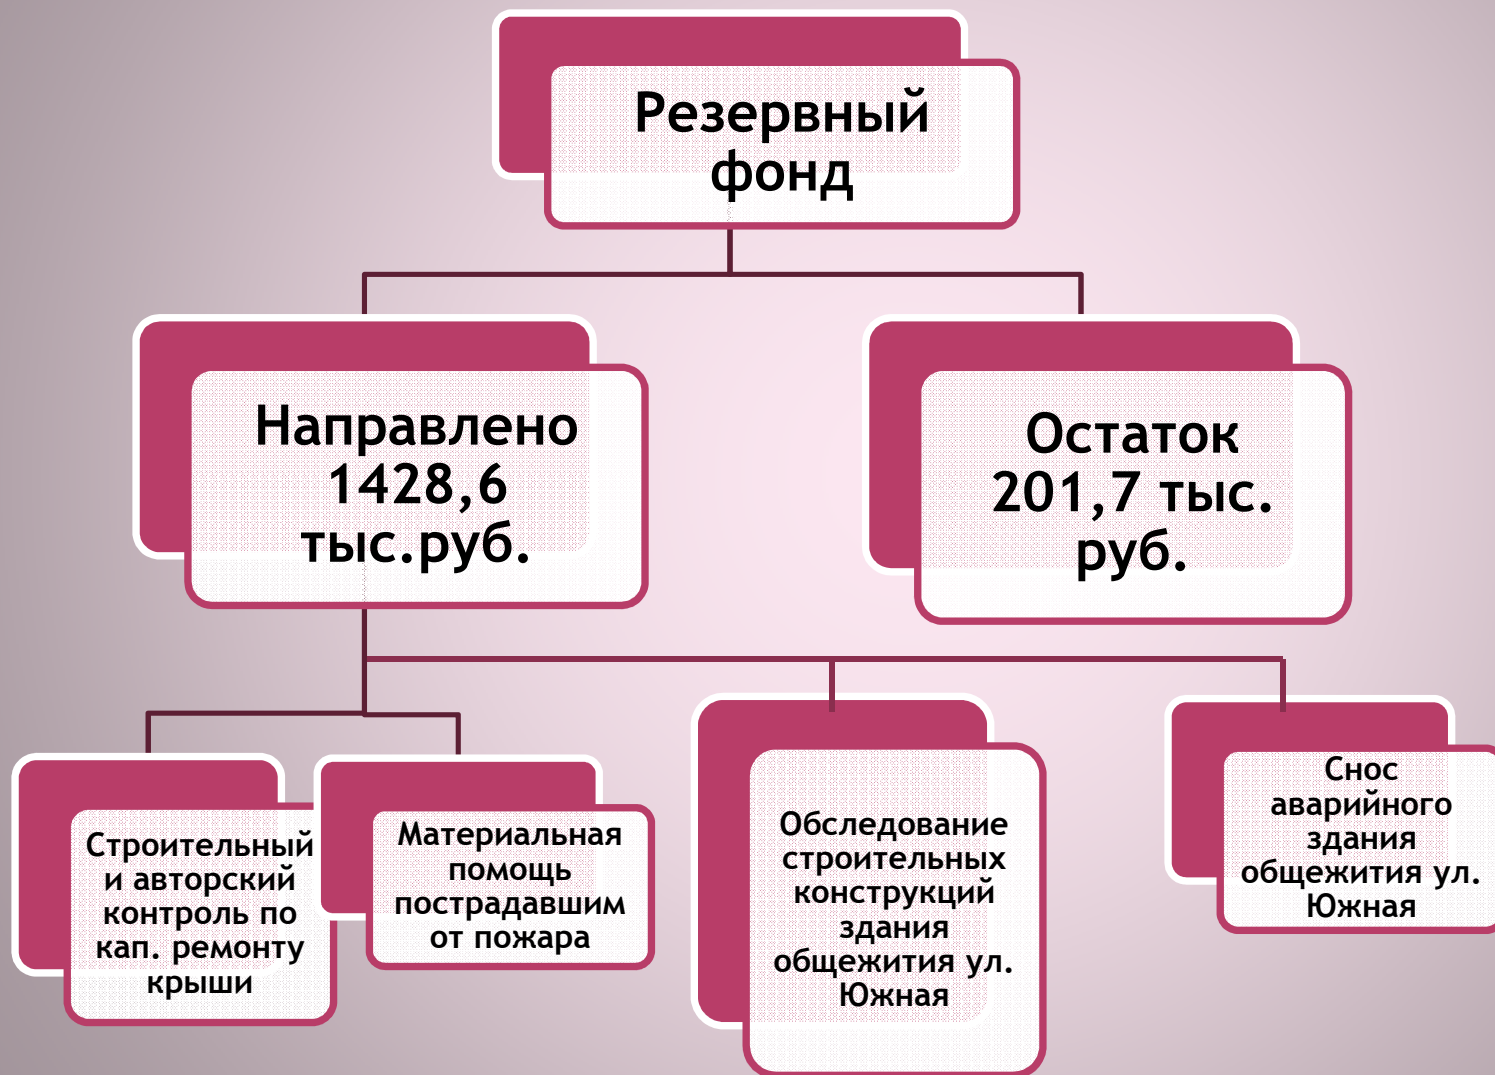 Резервный
фонд
Направлено
1428,6
тыс.руб.
Остаток
201,7 тыс.
руб.
Строительный
и авторский
контроль по
кап. ремонту
крыши
Материальная
помощь
пострадавшим
от пожара
Обследование
строительных
конструкций
здания
общежития ул.
Южная
Снос
аварийного
здания
общежития ул.
Южная